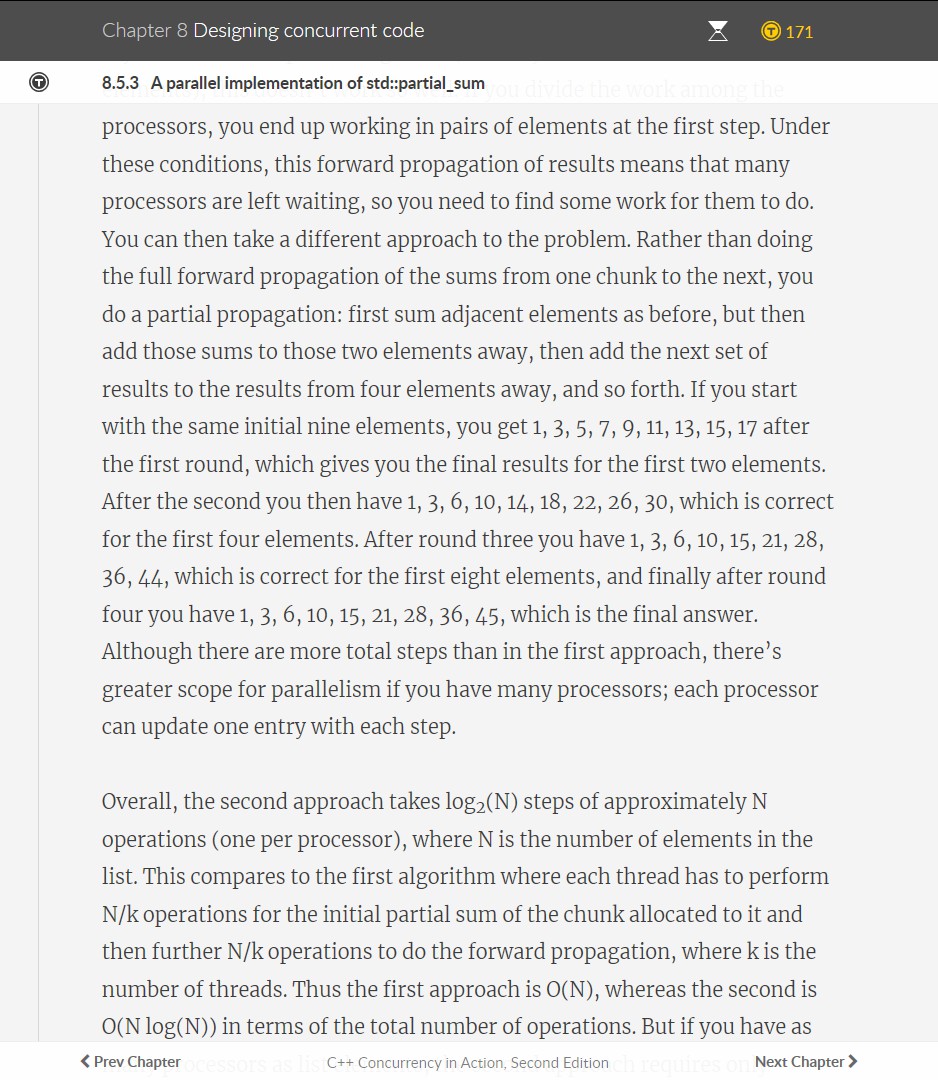 Chapter 8 Designing concurrent code
171
8.5.3 A parallel implementation of std::partial_sum
you divide the work among the
processors, you end up working in pairs of elements at the first step. Under
these conditions, this forward propagation of results means that many
processors are left waiting, so you need to find some work for them to do.
You can then take a different approach to the problem. Rather than doing
the full forward propagation of the sums from one chunk to the next, you
do a partial propagation: first sum adjacent elements as before, but then
add those sums to those two elements away, then add the next set of
results to the results from four elements away, and so forth. If you start
with the same initial nine elements, you get 1, 3, 5, 7, 9, 11, 13, 15, 17 after
the first round, which gives you the final results for the first two elements.
After the second you then have 1, 3, 6, 10, 14, 18, 22, 26, 30, which is correct
for the first four elements. After round three you have 1, 3, 6, 10, 15, 21, 28,
36, 44, which is correct for the first eight elements, and finally after round
four you have 1, 3, 6, 10, 15, 21, 28, 36, 45, which is the final answer.
Although there are more total steps than in the first approach, there’s
greater scope for parallelism if you have many processors; each processor
can update one entry with each step.
Overall, the second approach takes log₂(N) steps of approximately N
operations (one per processor), where N is the number of elements in the
list. This compares to the first algorithm where each thread has to perform
N/k operations for the initial partial sum of the chunk allocated to it and
then further N/k operations to do the forward propagation, where k is the
number of threads. Thus the first approach is O(N), whereas the second is
O(N log(N)) in terms of the total number of operations. But if you have as
Prev Chapter C++ Concurrency in Action, Second Edition Next Chapter